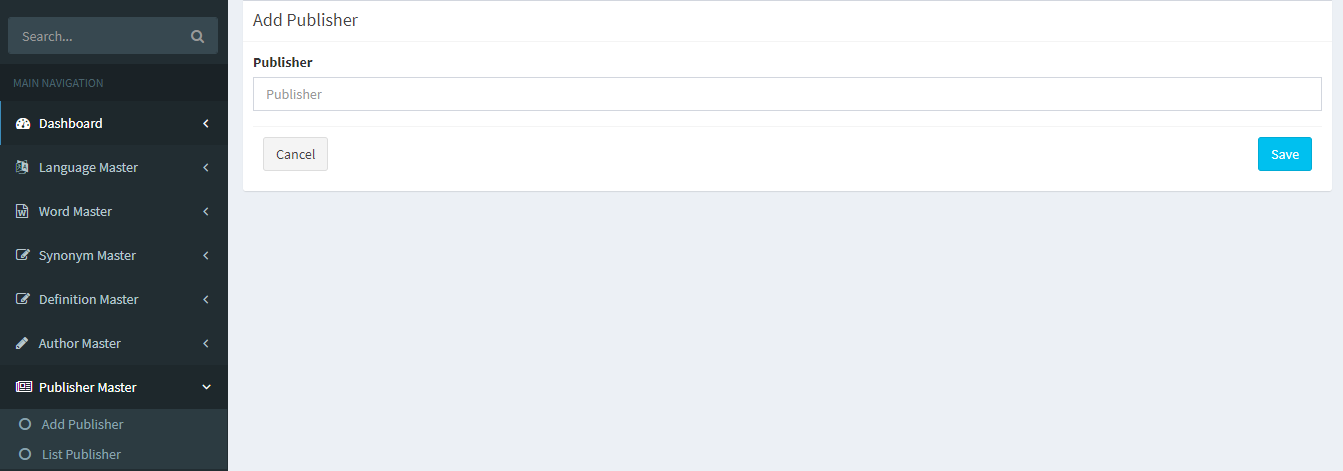 Search...
MAIN NAVIGATION
Dashboard
Language Master
Word Master
Synonym Master
Definition Master
Author Master
Publisher Master
Add Publisher
List Publisher
Add Publisher
Publisher
Publisher
Cancel
Save